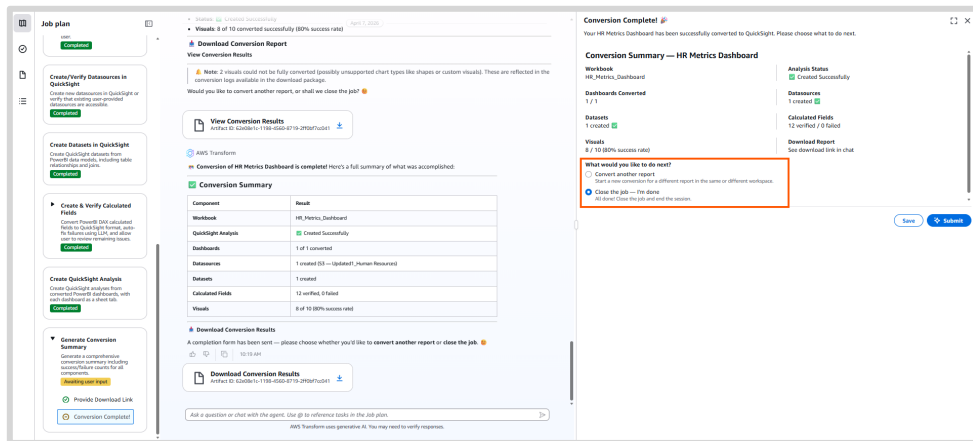 Job plan
user.
Completed
Create/Verify Datasources in
QuickSight
Create new datasources in QuickSight or
verify that existing user-provided
datasources are accessible.
Completed
Create Datasets in QuickSight
Create QuickSight datasets from
PowerBI data models, including table
relationships and joins.
Completed
Create & Verify Calculated
Fields
Convert PowerBI DAX calculated
fields to QuickSight format, auto-
fix failures using LLM, and allow
user to review remaining issues.
Completed
Create QuickSight Analysis
Create QuickSight analyses from
converted PowerBI dashboards, with
each dashboard as a sheet tab.
Completed
Generate Conversion
Summary
Generate a comprehensive
conversion summary including
success/failure counts for all
components.
Awaiting user input
Provide Download Link
Conversion Complete!
• Status: ✅ Created Successfully
April 1, 2026
• Visuals: 8 of 10 converted successfully (80% success rate)
Download Conversion Report
View Conversion Results
Note: 2 visuals could not be fully converted (possibly unsupported chart types like shapes or custom visuals). These are reflected in the
conversion logs available in the download package.
Would you like to convert another report, or shall we close the job?
View Conversion Results
AWS Transform
Conversion of HR Metrics Dashboard is complete! Here's a full summary of what was accomplished:
✅ Conversion Summary
Component Result
Workbook HR_Metrics_Dashboard
QuickSight Analysis ✅ Created Successfully
Dashboards 1 of 1 converted
Datasources 1 created (S3 — Updated1_Human Resources)
Datasets 1 created
Calculated Fields 12 verified, 0 failed
Visuals 8 of 10 (80% success rate)
Download Conversion Results
A completion form has been sent — please choose whether you'd like to convert another report or close the job.
10:19 AM
Download Conversion Results
Ask a question or chat with the agent. Use @ to reference tasks in the Job plan.
AWS Transform uses generative AI. You may need to verify responses.
Conversion Complete! 🎉
Your HR Metrics Dashboard has been successfully converted to QuickSight. Please choose what to do next.
Conversion Summary — HR Metrics Dashboard
Workbook Analysis Status
HR_Metrics_Dashboard ✅ Created Successfully
Dashboards Converted Datasources
1 / 1 1 created ✅
Datasets Calculated Fields
1 created ✅ 12 verified / 0 failed
Visuals Download Report
8 / 10 (80% success rate) See download link in chat
What would you like to do next?
Convert another report
Start a new conversion for a different report in the same or different workspace.
Close the job — I'm done
All done! Close the job and end the session.
Save Submit